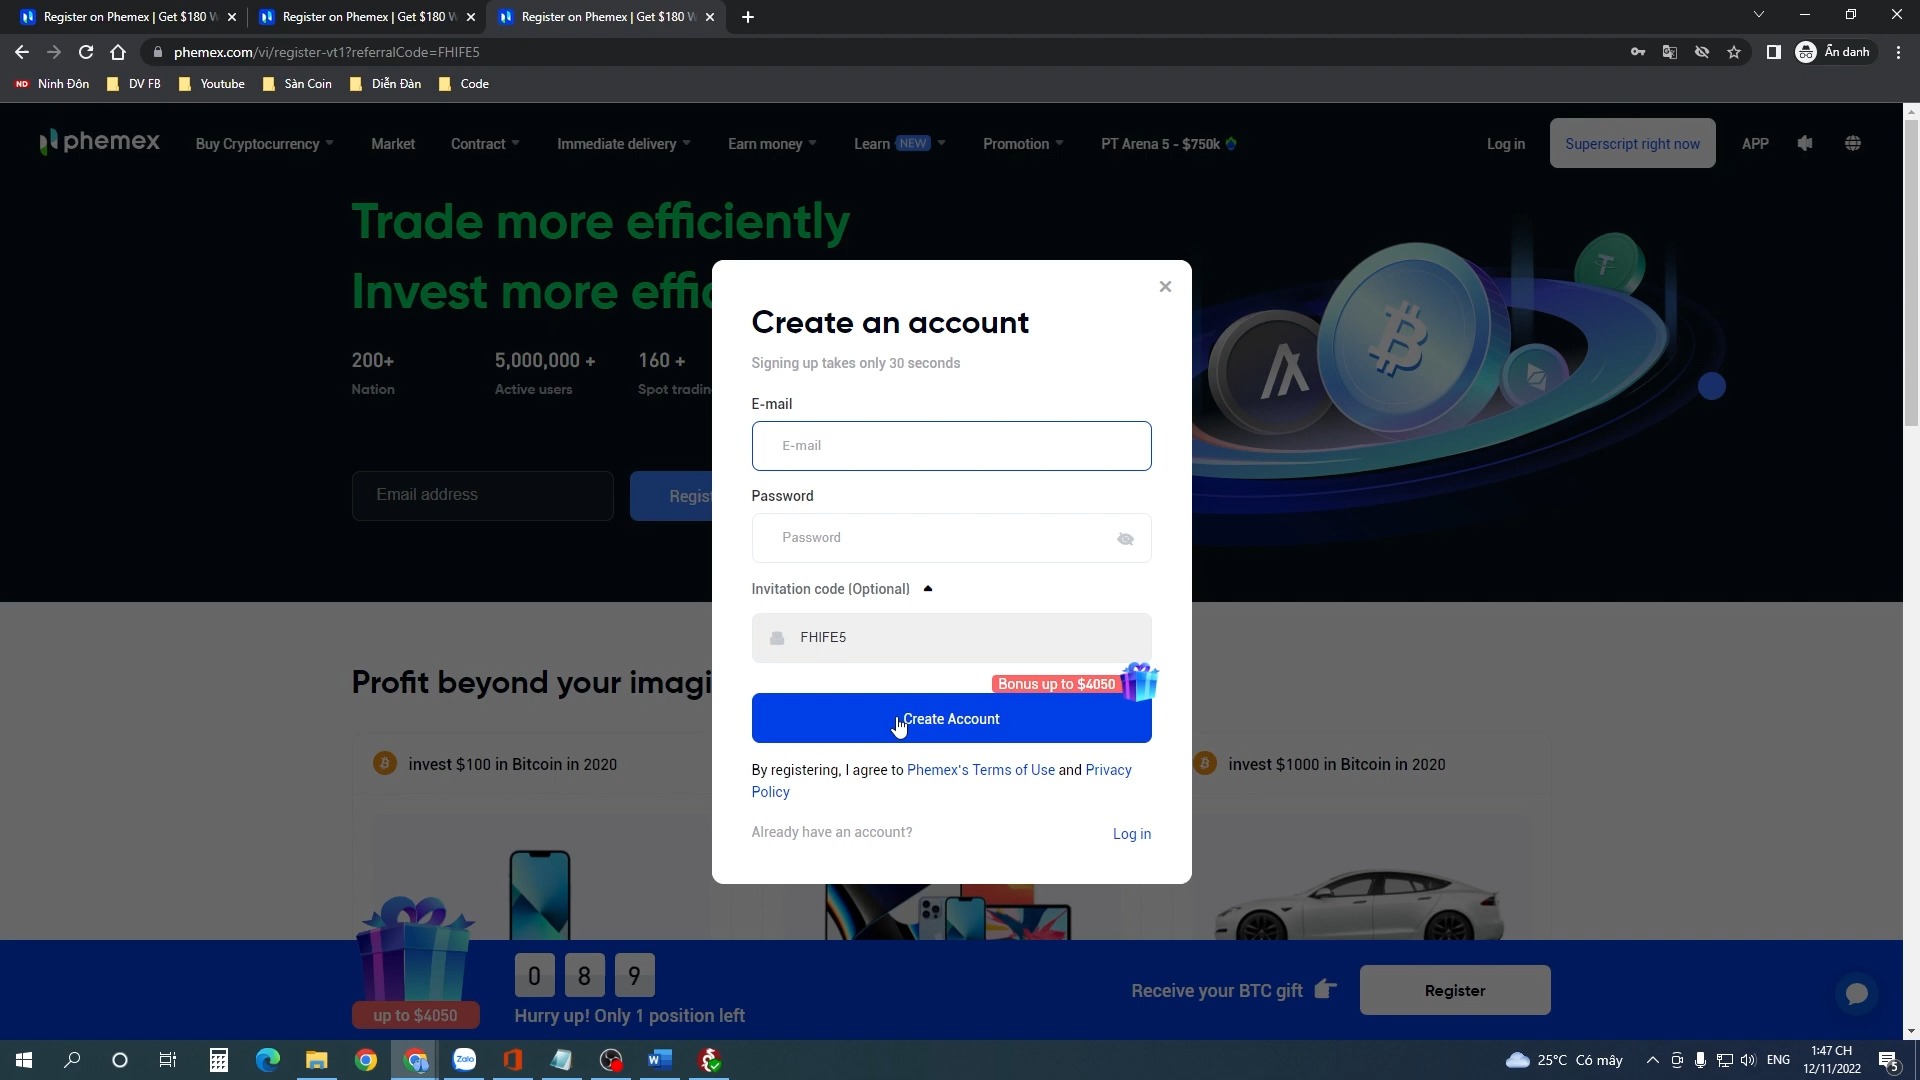 Register on Phemex | Get $180 W
Register on Phemex | Get $180 W
Register on Phemex | Get $180 W
phemex.com/vi/register-vt1?referralCode=FHIFE5
Ẩn danh
ND Ninh Đôn
DV FB
Youtube
Sàn Coin
Diễn Đàn
Code
phemex
Buy Cryptocurrency
Market
Contract
Immediate delivery
Earn money
Learn NEW
Promotion
PT Arena 5 - $750k
Log in
Superscript right now
APP
Trade more efficiently
Invest more effic
200+
Nation
5,000,000 +
Active users
160 +
Spot tradin
Email address
Regist
Create an account
Signing up takes only 30 seconds
E-mail
E-mail
Password
Password
Invitation code (Optional)
FHIFE5
Bonus up to $4050
Create Account
By registering, I agree to Phemex's Terms of Use and Privacy
Policy
Already have an account?
Log in
Profit beyond your imagi
invest $100 in Bitcoin in 2020
invest $1000 in Bitcoin in 2020
up to $4050
0 8 9
Hurry up! Only 1 position left
Receive your BTC gift
Register
Zalo
25°C Có mây
ENG
1:47 CH
12/11/2022
5